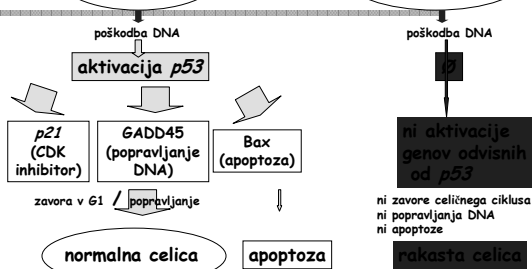 poškodba DNA
poškodba DNA
aktivacija p53
Ø
p21
(CDK
inhibitor)
GADD45
(popravljanje
DNA)
Bax
(apoptoza)
ni aktivacije
genov odvisnih
od p53
zavora v G1 / popravljanje
ni zavore celičnega ciklusa
ni popravljanja DNA
ni apoptoze
normalna celica
apoptoza
rakasta celica